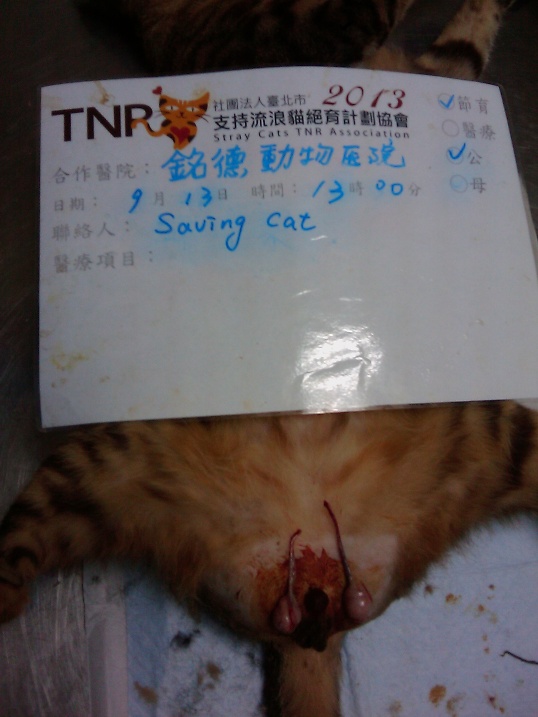 TNR 社團法人臺北市 2013
支持流浪貓絕育計劃協會
Stray Cats TNR Association
節育
醫療
公
母
合作醫院：銘德動物医院
日期：9月13日 時間：13時00分
聯絡人：Saving Cat
醫療項目：